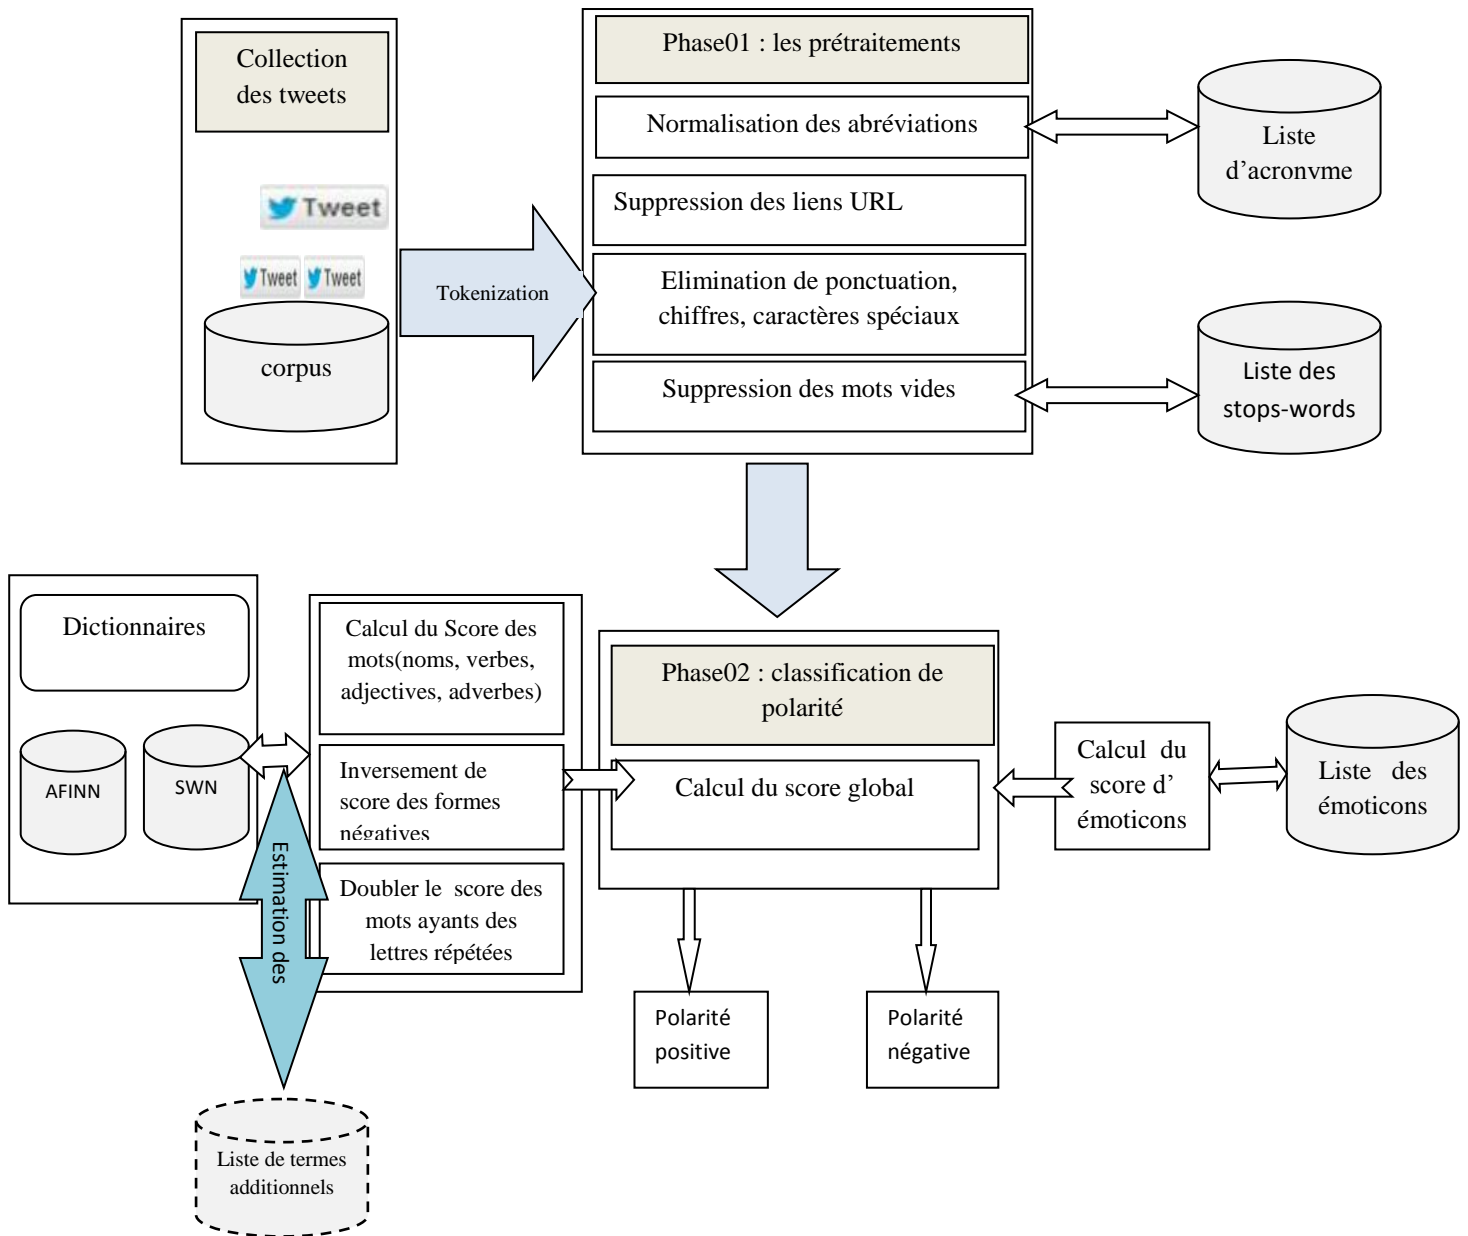 Collection
des tweets
Tweet
Tweet
Tweet
corpus
Tokenization
Phase01 : les prétraitements
Normalisation des abréviations
Suppression des liens URL
Elimination de ponctuation,
chiffres, caractères spéciaux
Suppression des mots vides
Liste
d’acronyme
Liste des
stops-words
Dictionnaires
AFINN
SWN
Estimation des
Liste de termes
additionnels
Calcul du Score des
mots(noms, verbes,
adjectives, adverbes)
Inversement de
score des formes
négatives
Doubler le score des
mots ayants des
lettres répétées
Phase02 : classification de
polarité
Calcul du score global
Calcul du
score d’
émoticons
Liste des
émoticons
Polarité
positive
Polarité
négative